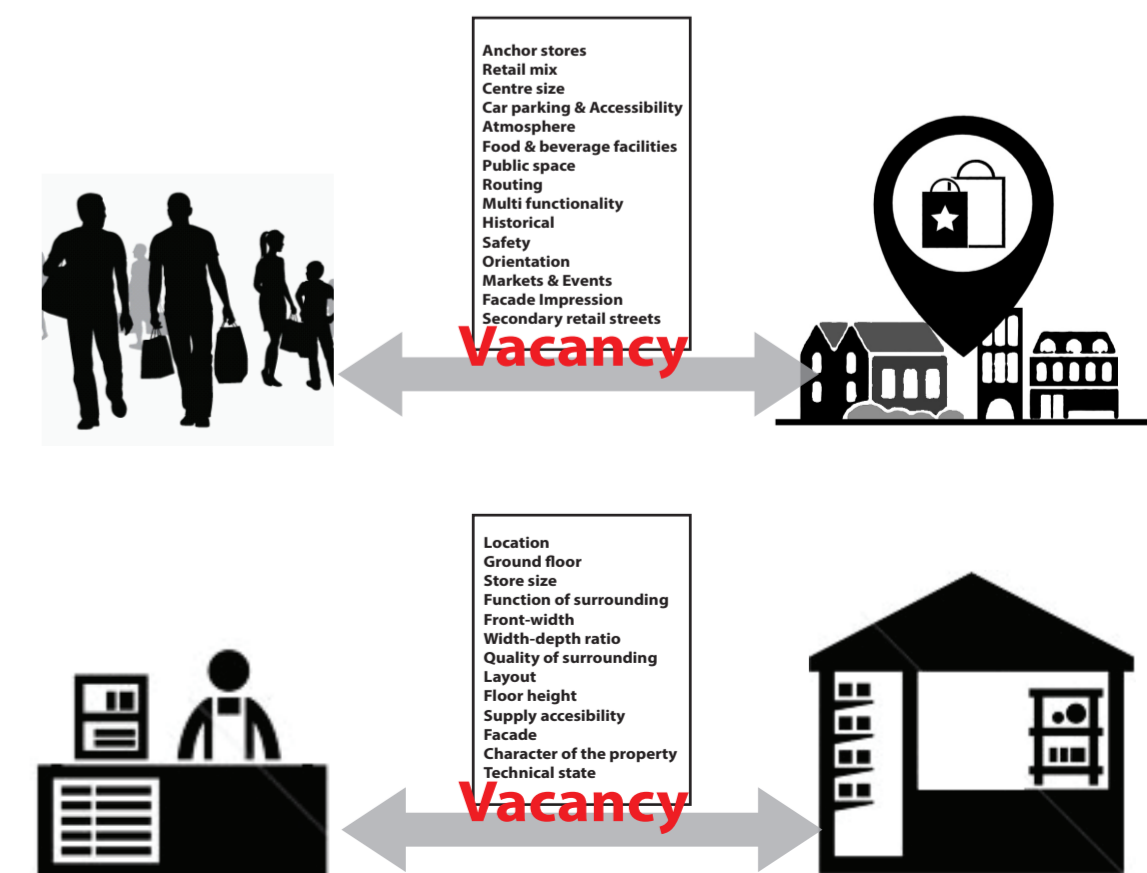 Anchor stores
Retail mix
Centre size
Car parking & Accessibility
Atmosphere
Food & beverage facilities
Public space
Routing
Multi functionality
Historical
Safety
Orientation
Markets & Events
Facade Impression
Secondary retail streets
Vacancy
Location
Ground floor
Store size
Function of surrounding
Front-width
Width-depth ratio
Quality of surrounding
Layout
Floor height
Supply accesibility
Facade
Character of the property
Technical state
Vacancy